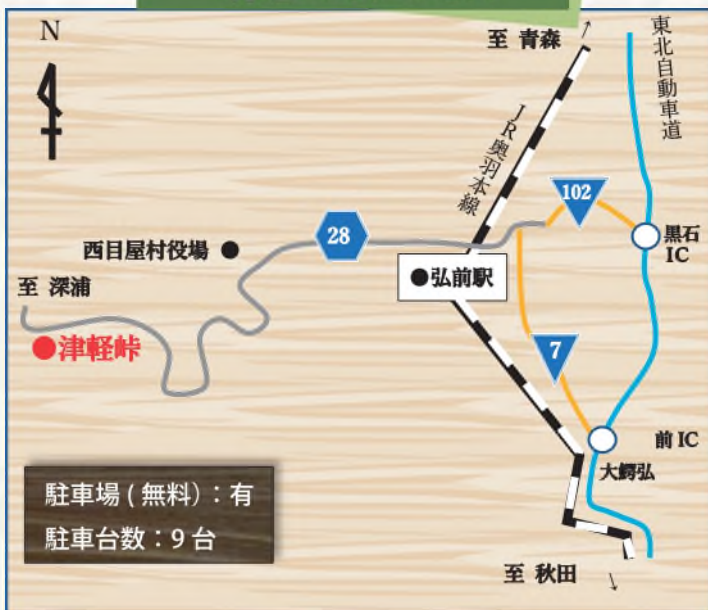 N
至 青森
東北自動車道
JR奥羽本線
102
28
黒石
IC
西目屋村役場
●弘前駅
至 深浦
●津軽峠
7
前IC
大鰐弘
駐車場(無料)：有
駐車台数：9台
至 秋田